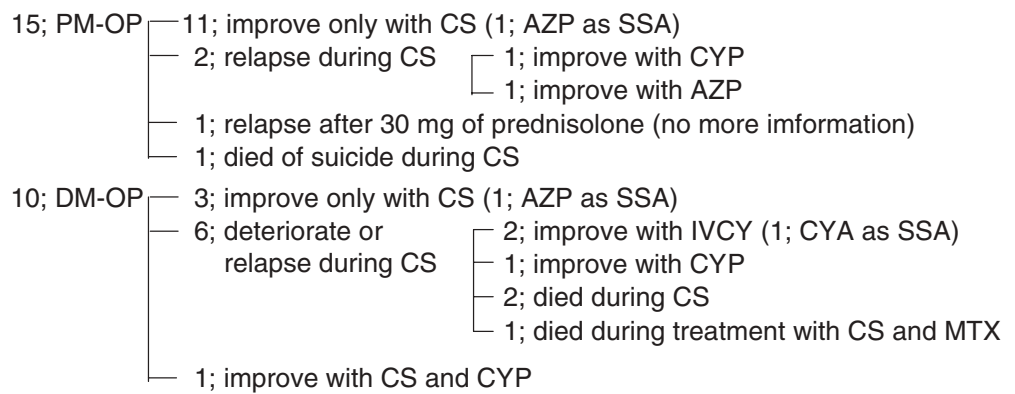 15; PM-OP 11; improve only with CS (1; AZP as SSA)
2; relapse during CS 1; improve with CYP
1; improve with AZP
1; relapse after 30 mg of prednisolone (no more imformation)
1; died of suicide during CS
10; DM-OP 3; improve only with CS (1; AZP as SSA)
6; deteriorate or 2; improve with IVCY (1; CYA as SSA)
relapse during CS 1; improve with CYP
2; died during CS
1; died during treatment with CS and MTX
1; improve with CS and CYP